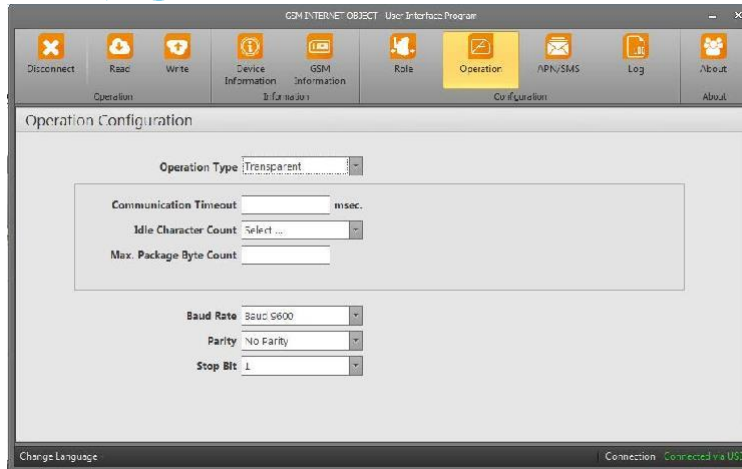 GSM INTERNET OBJECT - User Interface Program
Disconnect Read Write Device Information GSM Information Role Operation APN/SMS Log About
Operation Information Configuration About
Operation Configuration
Operation Type Transparent
Communication Timeout msec.
Idle Character Count Select ...
Max. Package Byte Count
Baud Rate Baud 9600
Parity No Parity
Stop Bit 1
Change Language Connection Connected via